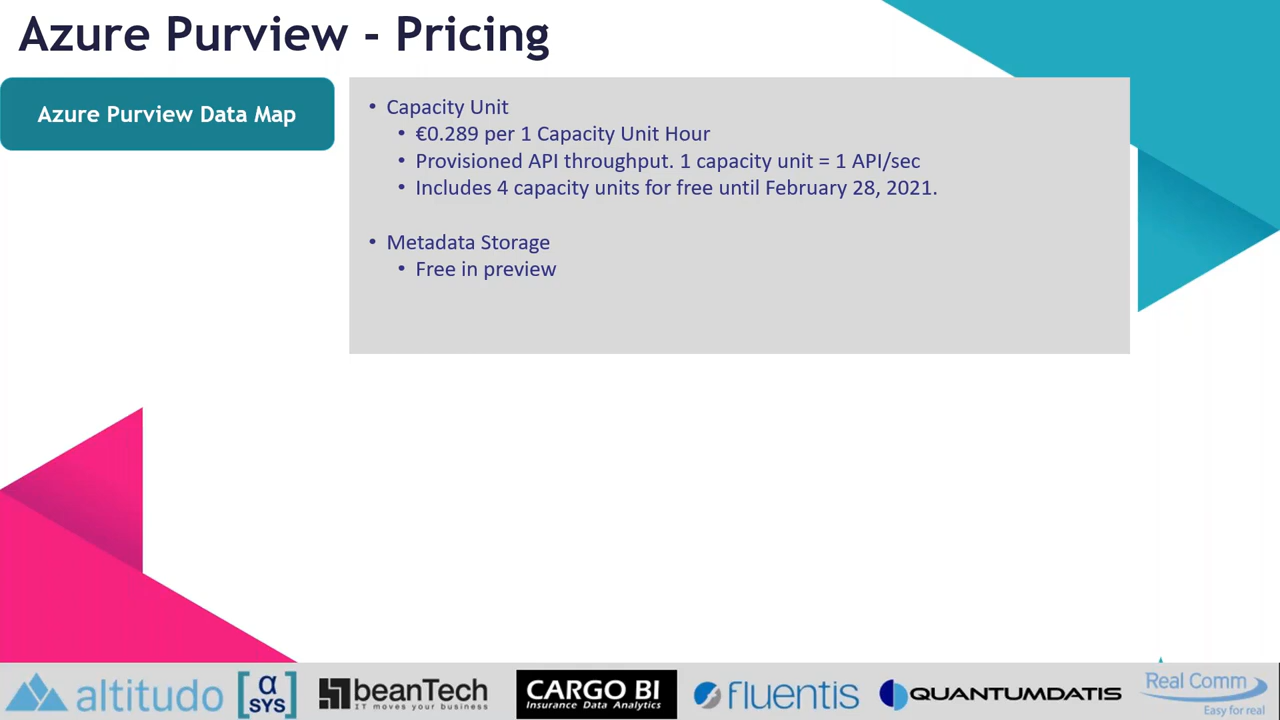 Azure Purview - Pricing
Azure Purview Data Map
• Capacity Unit
• €0.289 per 1 Capacity Unit Hour
• Provisioned API throughput. 1 capacity unit = 1 API/sec
• Includes 4 capacity units for free until February 28, 2021.
• Metadata Storage
• Free in preview
altitudo
α
SYS
beanTech
IT moves your business
CARGO BI
Insurance Data Analytics
fluentis
QUANTUMDATIS
Real Comm
Easy for real